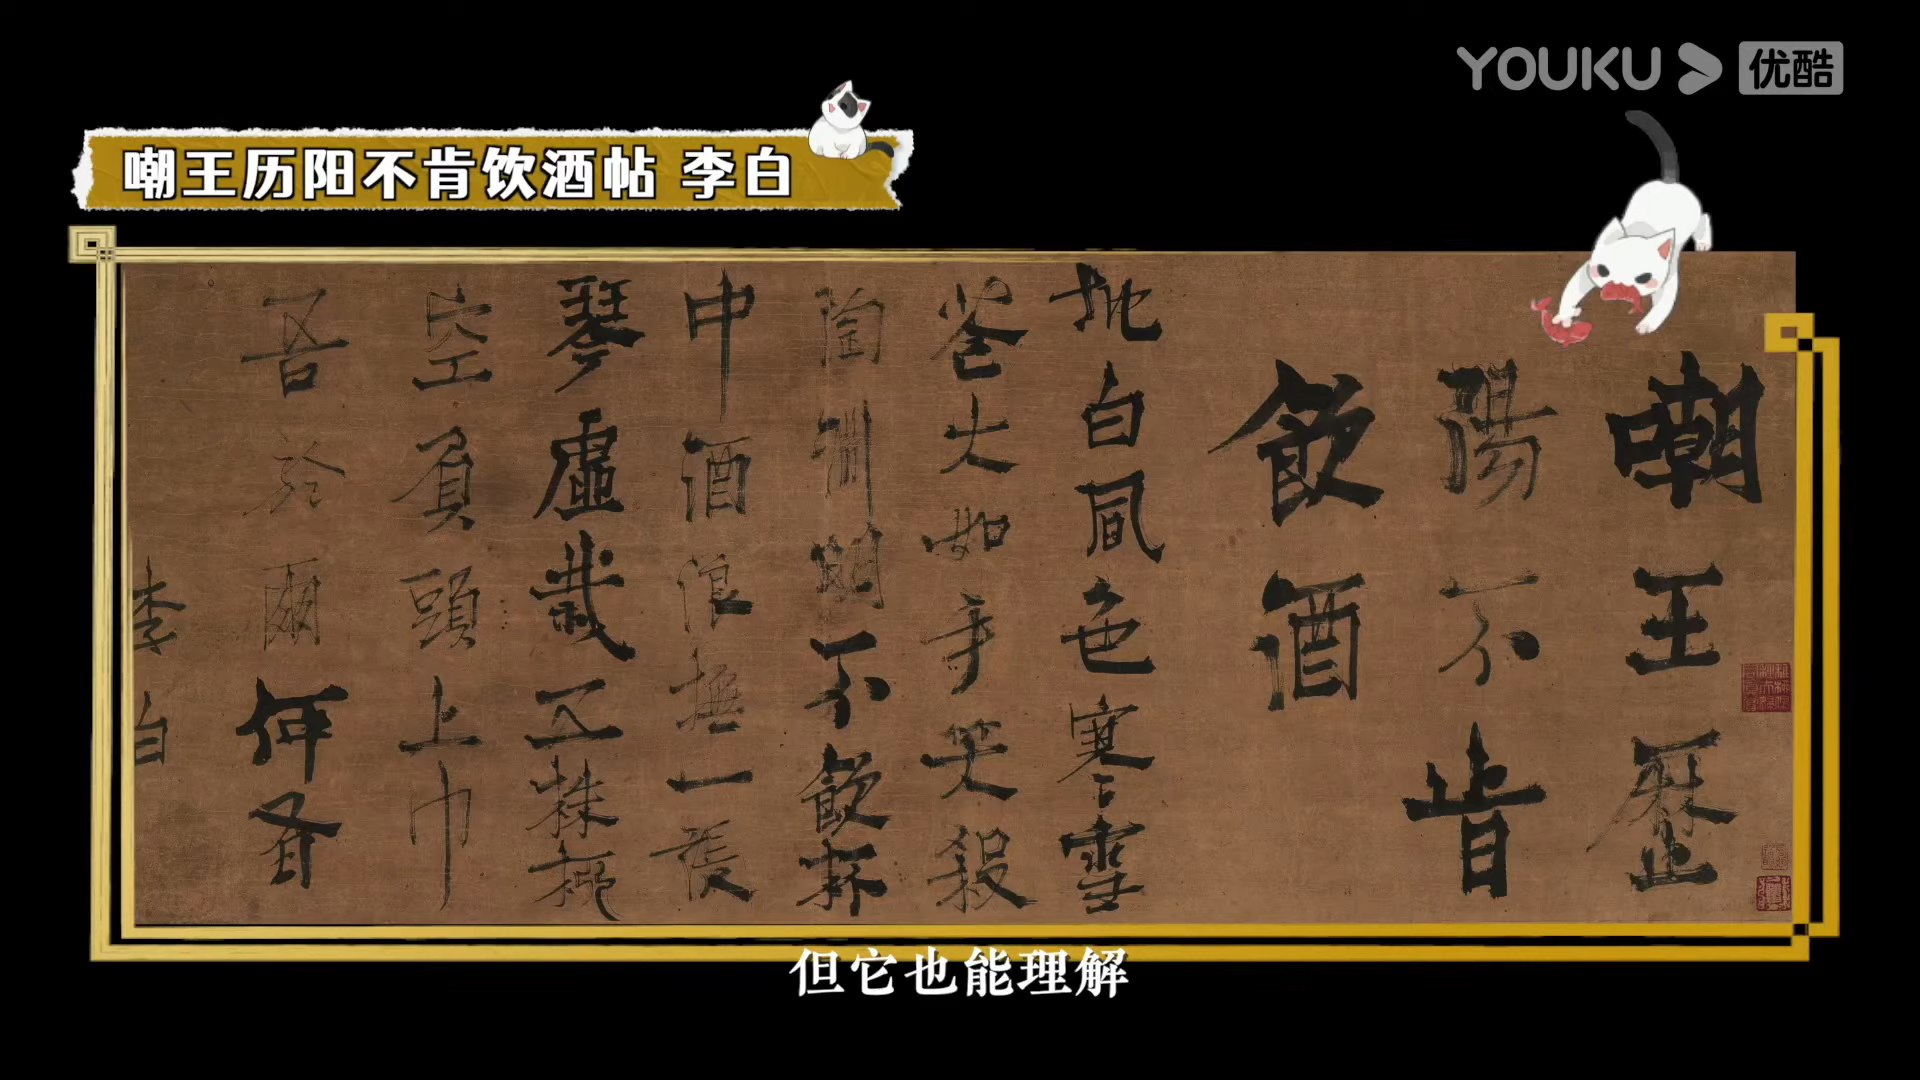 YOUKU 优酷
嘲王历阳不肯饮酒帖 李白
嘲王歷
陽不肯
飲酒
地白風色寒雪
花大如手笑殺
陶淵明不飲杯
中酒浪撫一張
琴虛栽五株柳
空負頭上巾
吾於爾何有
李白
但它也能理解